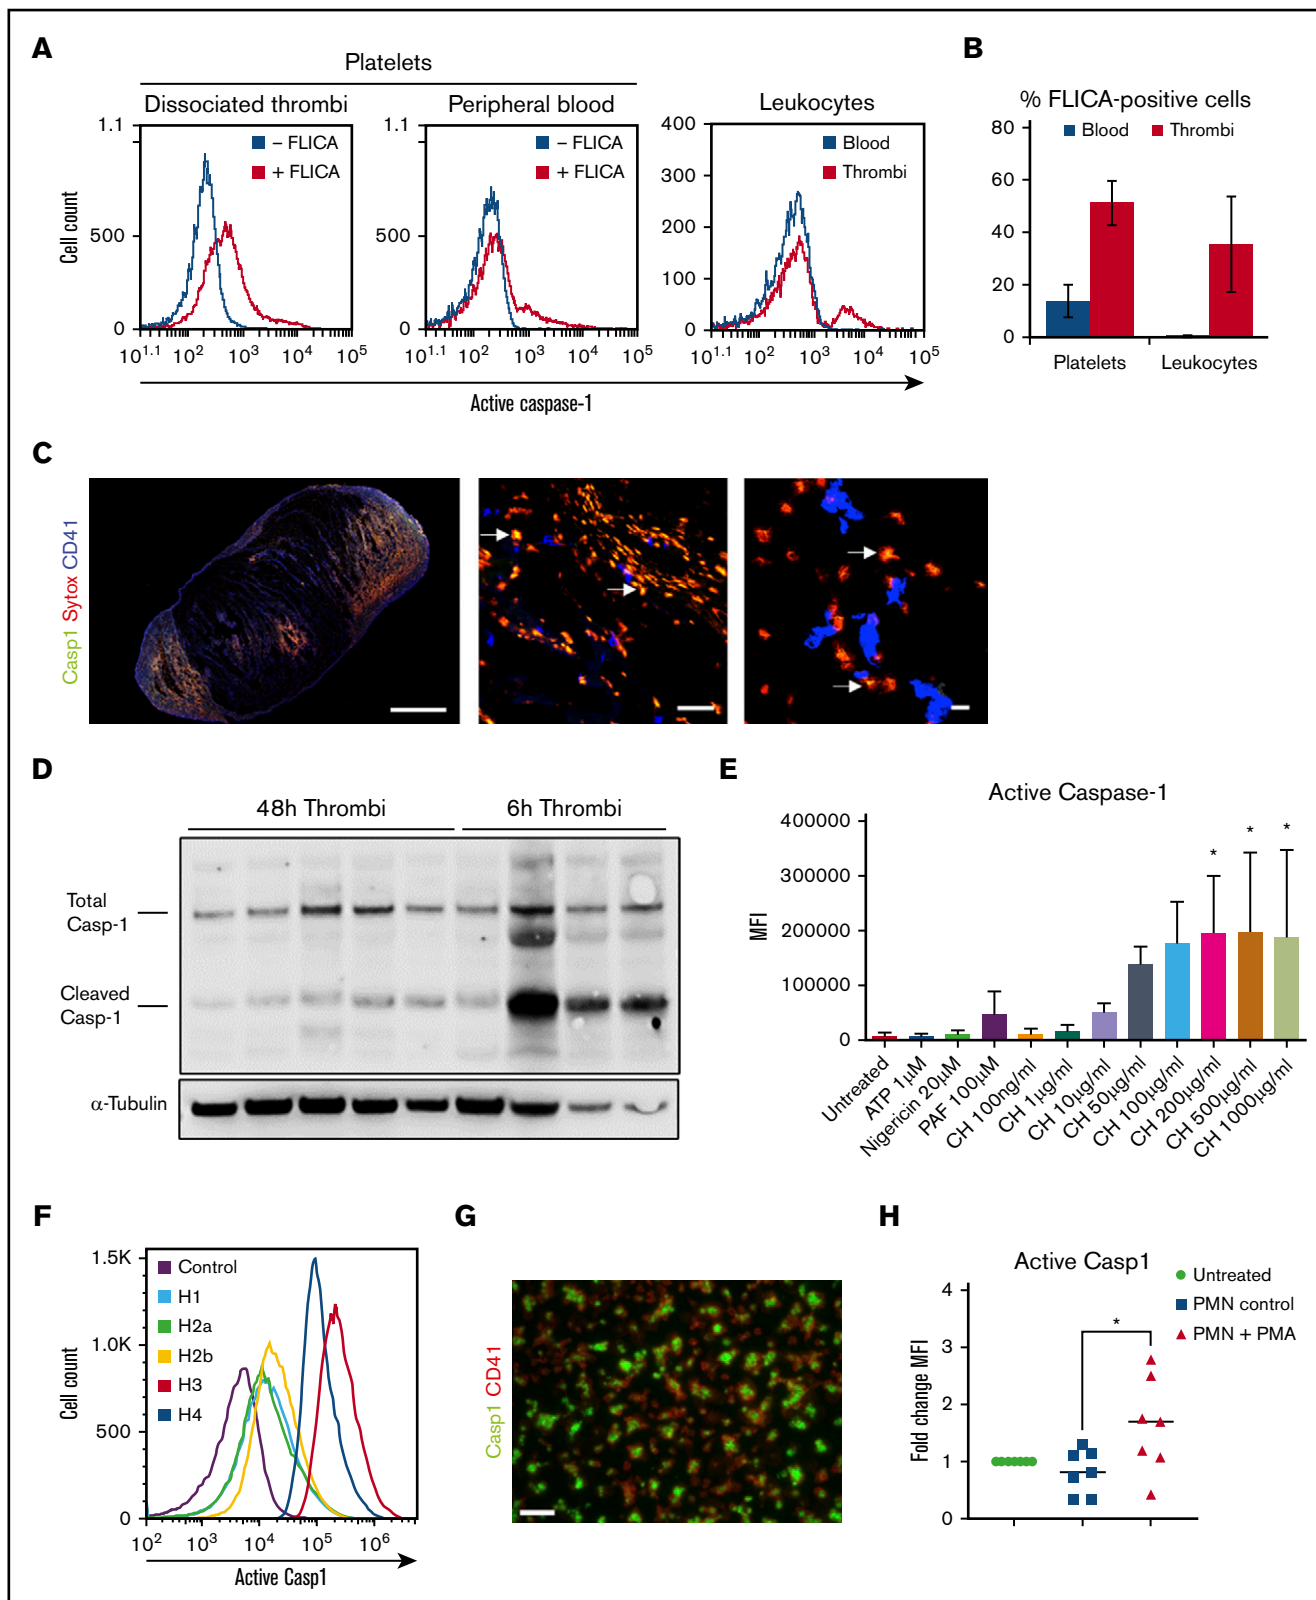 A
Platelets
Dissociated thrombi
Peripheral blood
Leukocytes
1.1
500
0
Cell count
– FLICA
+ FLICA
10^1.1 10^2 10^3 10^4 10^5
1.1
500
0
– FLICA
+ FLICA
10^1.1 10^2 10^3 10^4 10^5
400
300
200
100
0
Blood
Thrombi
10^1.1 10^2 10^3 10^4 10^5
Active caspase-1
B
% FLICA-positive cells
Blood Thrombi
80
60
40
20
0
Platelets Leukocytes
C
Casp1 Sytox CD41
D
48h Thrombi 6h Thrombi
Total
Casp-1
Cleaved
Casp-1
α-Tubulin
E
Active Caspase-1
MFI
400000
300000
200000
100000
0
* * *
Untreated
ATP 1μM
Nigericin 20μM
PAF 100μM
CH 100ng/ml
CH 1μg/ml
CH 10μg/ml
CH 50μg/ml
CH 100μg/ml
CH 200μg/ml
CH 500μg/ml
CH 1000μg/ml
F
Cell count
1.5K
1.0K
500
0
Control
H1
H2a
H2b
H3
H4
10^2 10^3 10^4 10^5 10^6
Active Casp1
G
Casp1 CD41
H
Active Casp1
Untreated
PMN control
PMN + PMA
Fold change MFI
4
3
2
1
0
*